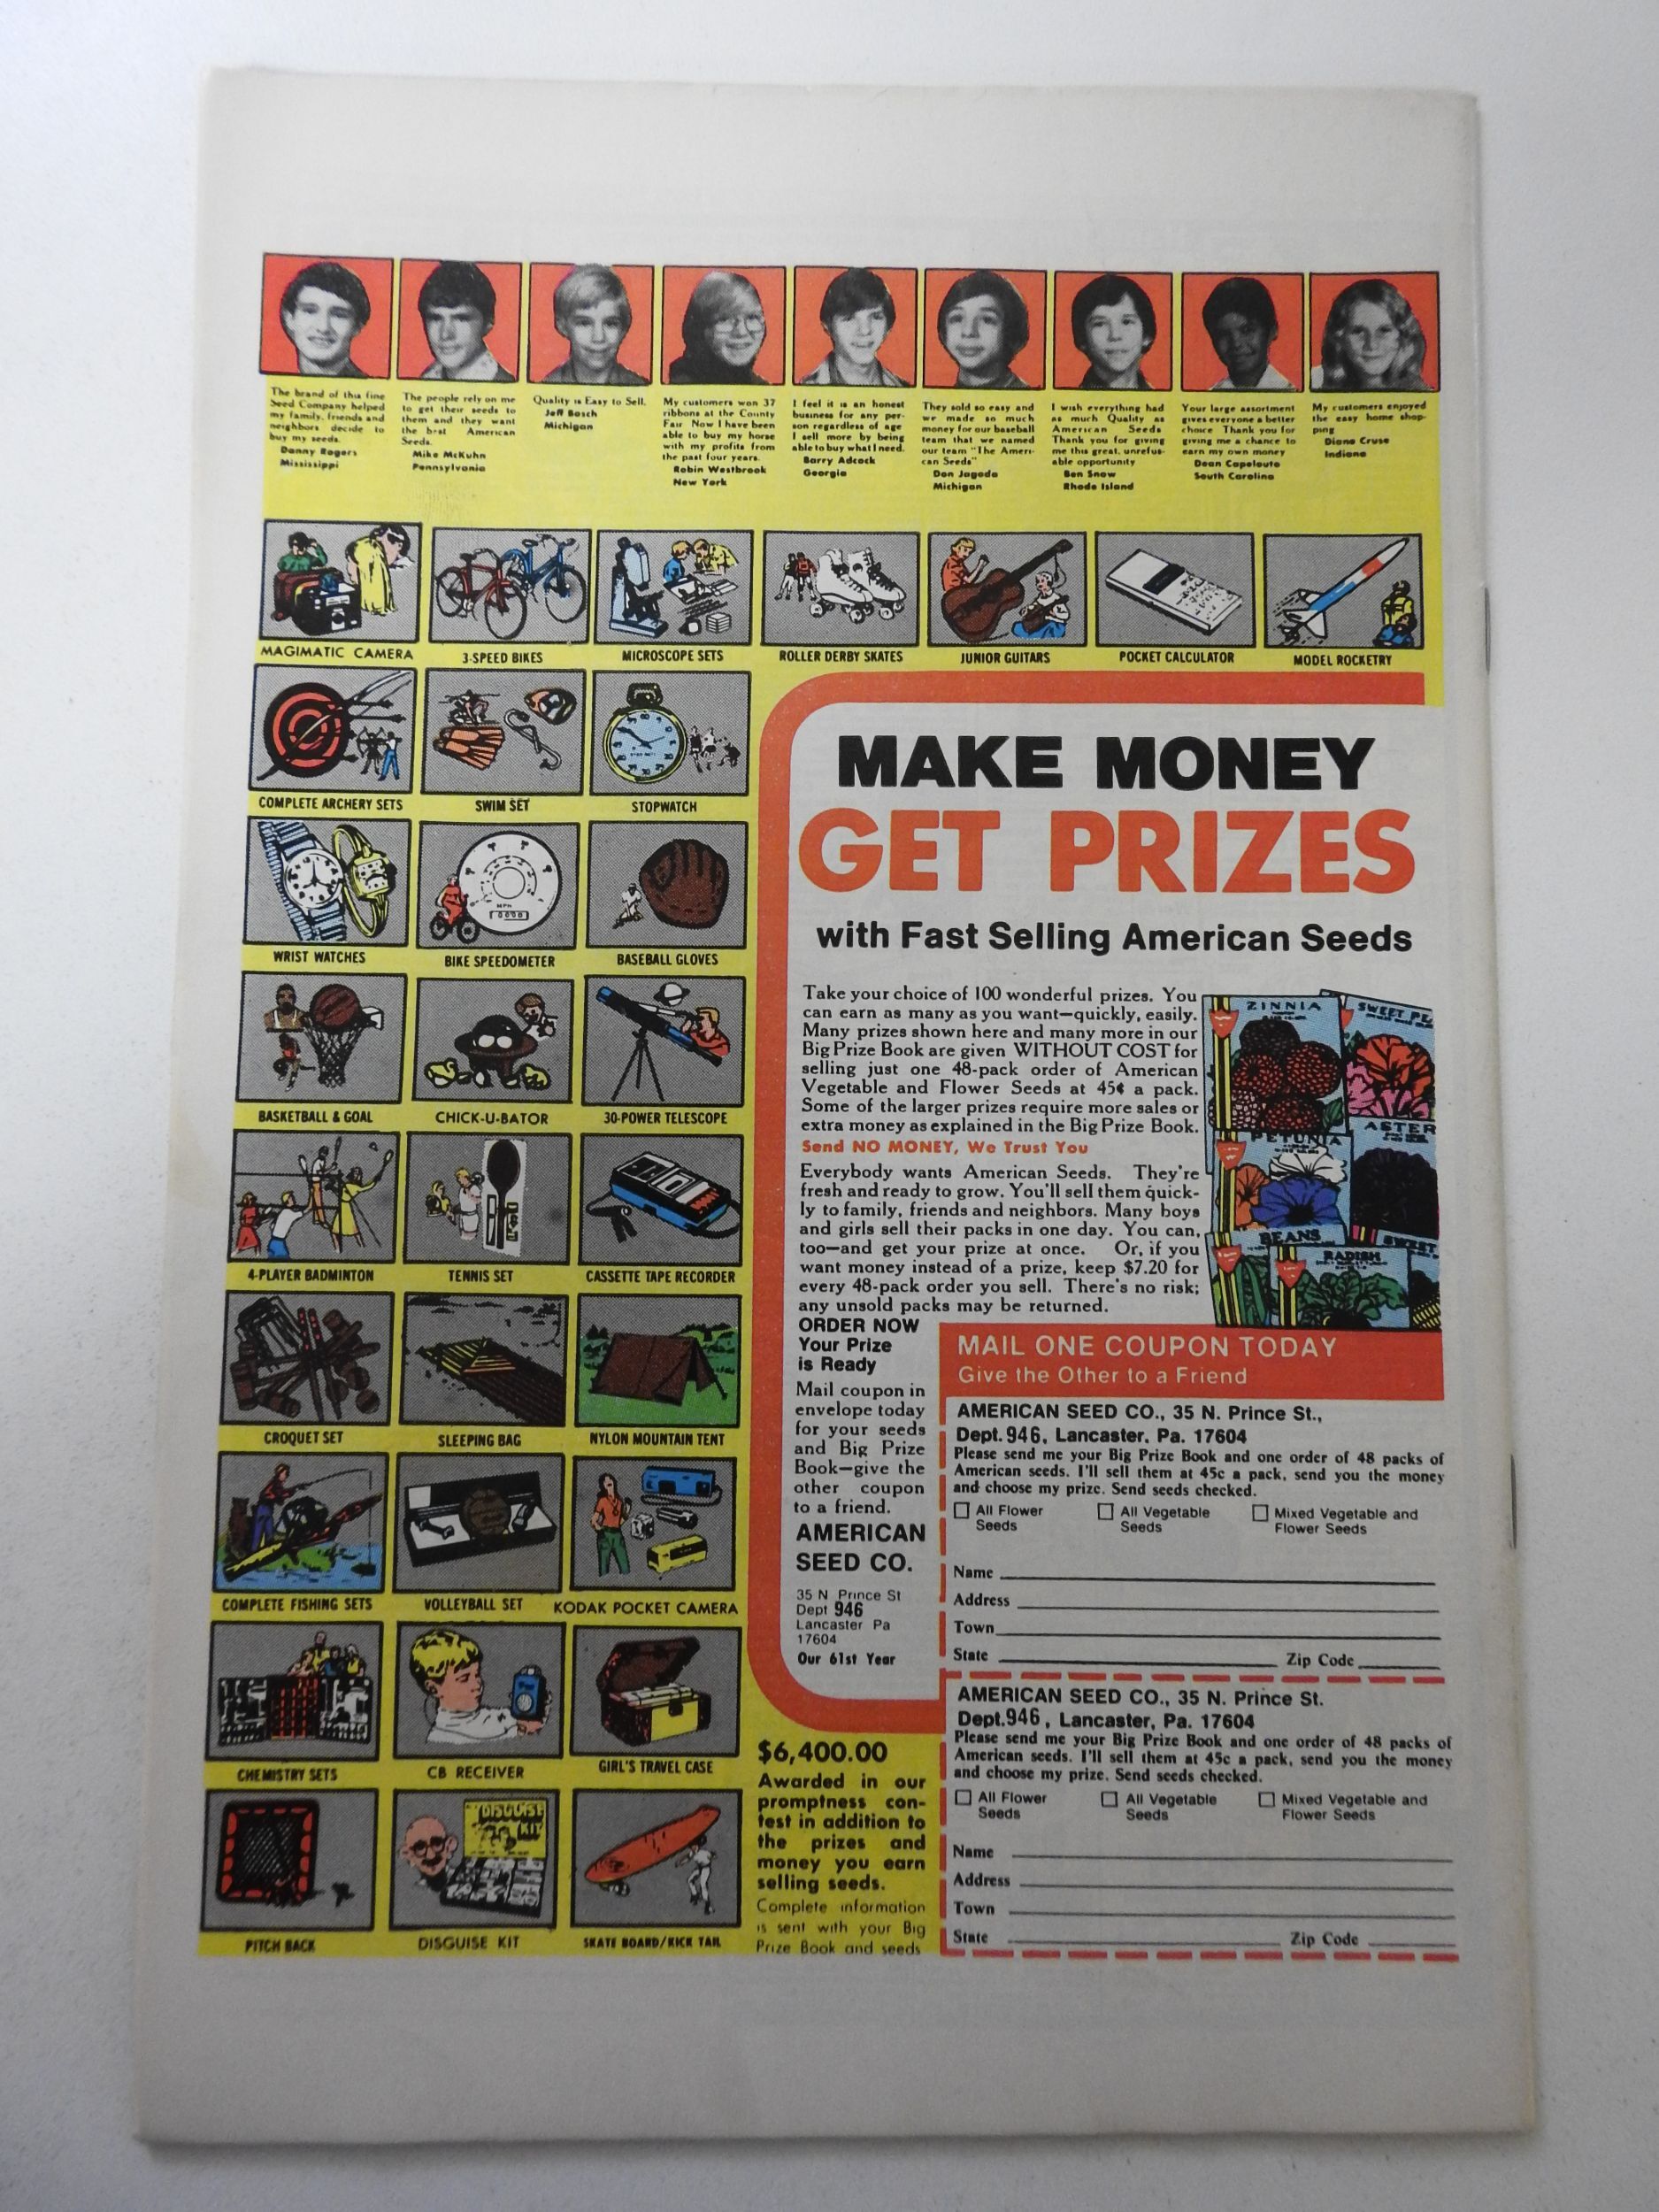 The brand of this fine
Seed Company helped
my family, friends and
neighbors decide to
buy my seeds.
Danny Rogers
Mississippi
The people rely on me
to get their seeds to
them and they want
the best American
Seeds.
Mike McKuhn
Pennsylvania
Quality is Easy to Sell.
Jeff Bosch
Michigan
My customers won 37
ribbons at the County
Fair Now I have been
able to buy my horse
with my profits from
the past four years.
Robin Westbrook
New York
I feel it is an honest
business for any per-
son regardless of age
I sell more by being
able to buy what I need.
Barry Adcock
Georgia
They sold so easy and
we made so much
money for our baseball
team that we named
our team "The Ameri-
can Seeds"
Don Jagoda
Michigan
I wish everything had
as much Quality as
American Seeds
Thank you for giving
me this great, unrefus-
able opportunity
Ben Snow
Rhode Island
Your large assortment
gives everyone a better
choice Thank you for
giving me a chance to
earn my own money
Dean Capelouto
South Carolina
My customers enjoyed
the easy home shop-
ping
Diane Cruse
Indiana
MAGIMATIC CAMERA
3-SPEED BIKES
MICROSCOPE SETS
ROLLER DERBY SKATES
JUNIOR GUITARS
POCKET CALCULATOR
MODEL ROCKETRY
COMPLETE ARCHERY SETS
SWIM SET
STOPWATCH
WRIST WATCHES
MPH
BIKE SPEEDOMETER
BASEBALL GLOVES
BASKETBALL & GOAL
CHICK-U-BATOR
30-POWER TELESCOPE
4-PLAYER BADMINTON
TENNIS SET
CASSETTE TAPE RECORDER
CROQUET SET
SLEEPING BAG
NYLON MOUNTAIN TENT
COMPLETE FISHING SETS
VOLLEYBALL SET
KODAK POCKET CAMERA
CHEMISTRY SETS
CB RECEIVER
GIRL'S TRAVEL CASE
PITCH BACK
DISGUISE
KIT
DISGUISE KIT
SKATE BOARD/KICK TAIL
MAKE MONEY
GET PRIZES
with Fast Selling American Seeds
Take your choice of 100 wonderful prizes. You
can earn as many as you want—quickly, easily.
Many prizes shown here and many more in our
Big Prize Book are given WITHOUT COST for
selling just one 48-pack order of American
Vegetable and Flower Seeds at 45¢ a pack.
Some of the larger prizes require more sales or
extra money as explained in the Big Prize Book.
Send NO MONEY, We Trust You
Everybody wants American Seeds. They're
fresh and ready to grow. You'll sell them quick-
ly to family, friends and neighbors. Many boys
and girls sell their packs in one day. You can,
too—and get your prize at once. Or, if you
want money instead of a prize, keep $7.20 for
every 48-pack order you sell. There's no risk;
any unsold packs may be returned.
ZINNIA
SWEET PE
ASTER
PETUNIA
BEANS
RADISH
SWEET
ORDER NOW
Your Prize
is Ready
Mail coupon in
envelope today
for your seeds
and Big Prize
Book—give the
other coupon
to a friend.
AMERICAN
SEED CO.
35 N Prince St
Dept 946
Lancaster Pa
17604
Our 61st Year
MAIL ONE COUPON TODAY
Give the Other to a Friend
AMERICAN SEED CO., 35 N. Prince St.,
Dept. 946, Lancaster, Pa. 17604
Please send me your Big Prize Book and one order of 48 packs of
American seeds. I'll sell them at 45c a pack, send you the money
and choose my prize. Send seeds checked.
All Flower Seeds
All Vegetable Seeds
Mixed Vegetable and Flower Seeds
Name
Address
Town
State Zip Code
AMERICAN SEED CO., 35 N. Prince St.
Dept. 946, Lancaster, Pa. 17604
Please send me your Big Prize Book and one order of 48 packs of
American seeds. I'll sell them at 45c a pack, send you the money
and choose my prize. Send seeds checked.
All Flower Seeds
All Vegetable Seeds
Mixed Vegetable and Flower Seeds
Name
Address
Town
State Zip Code
$6,400.00
Awarded in our
promptness con-
test in addition to
the prizes and
money you earn
selling seeds.
Complete information
is sent with your Big
Prize Book and seeds